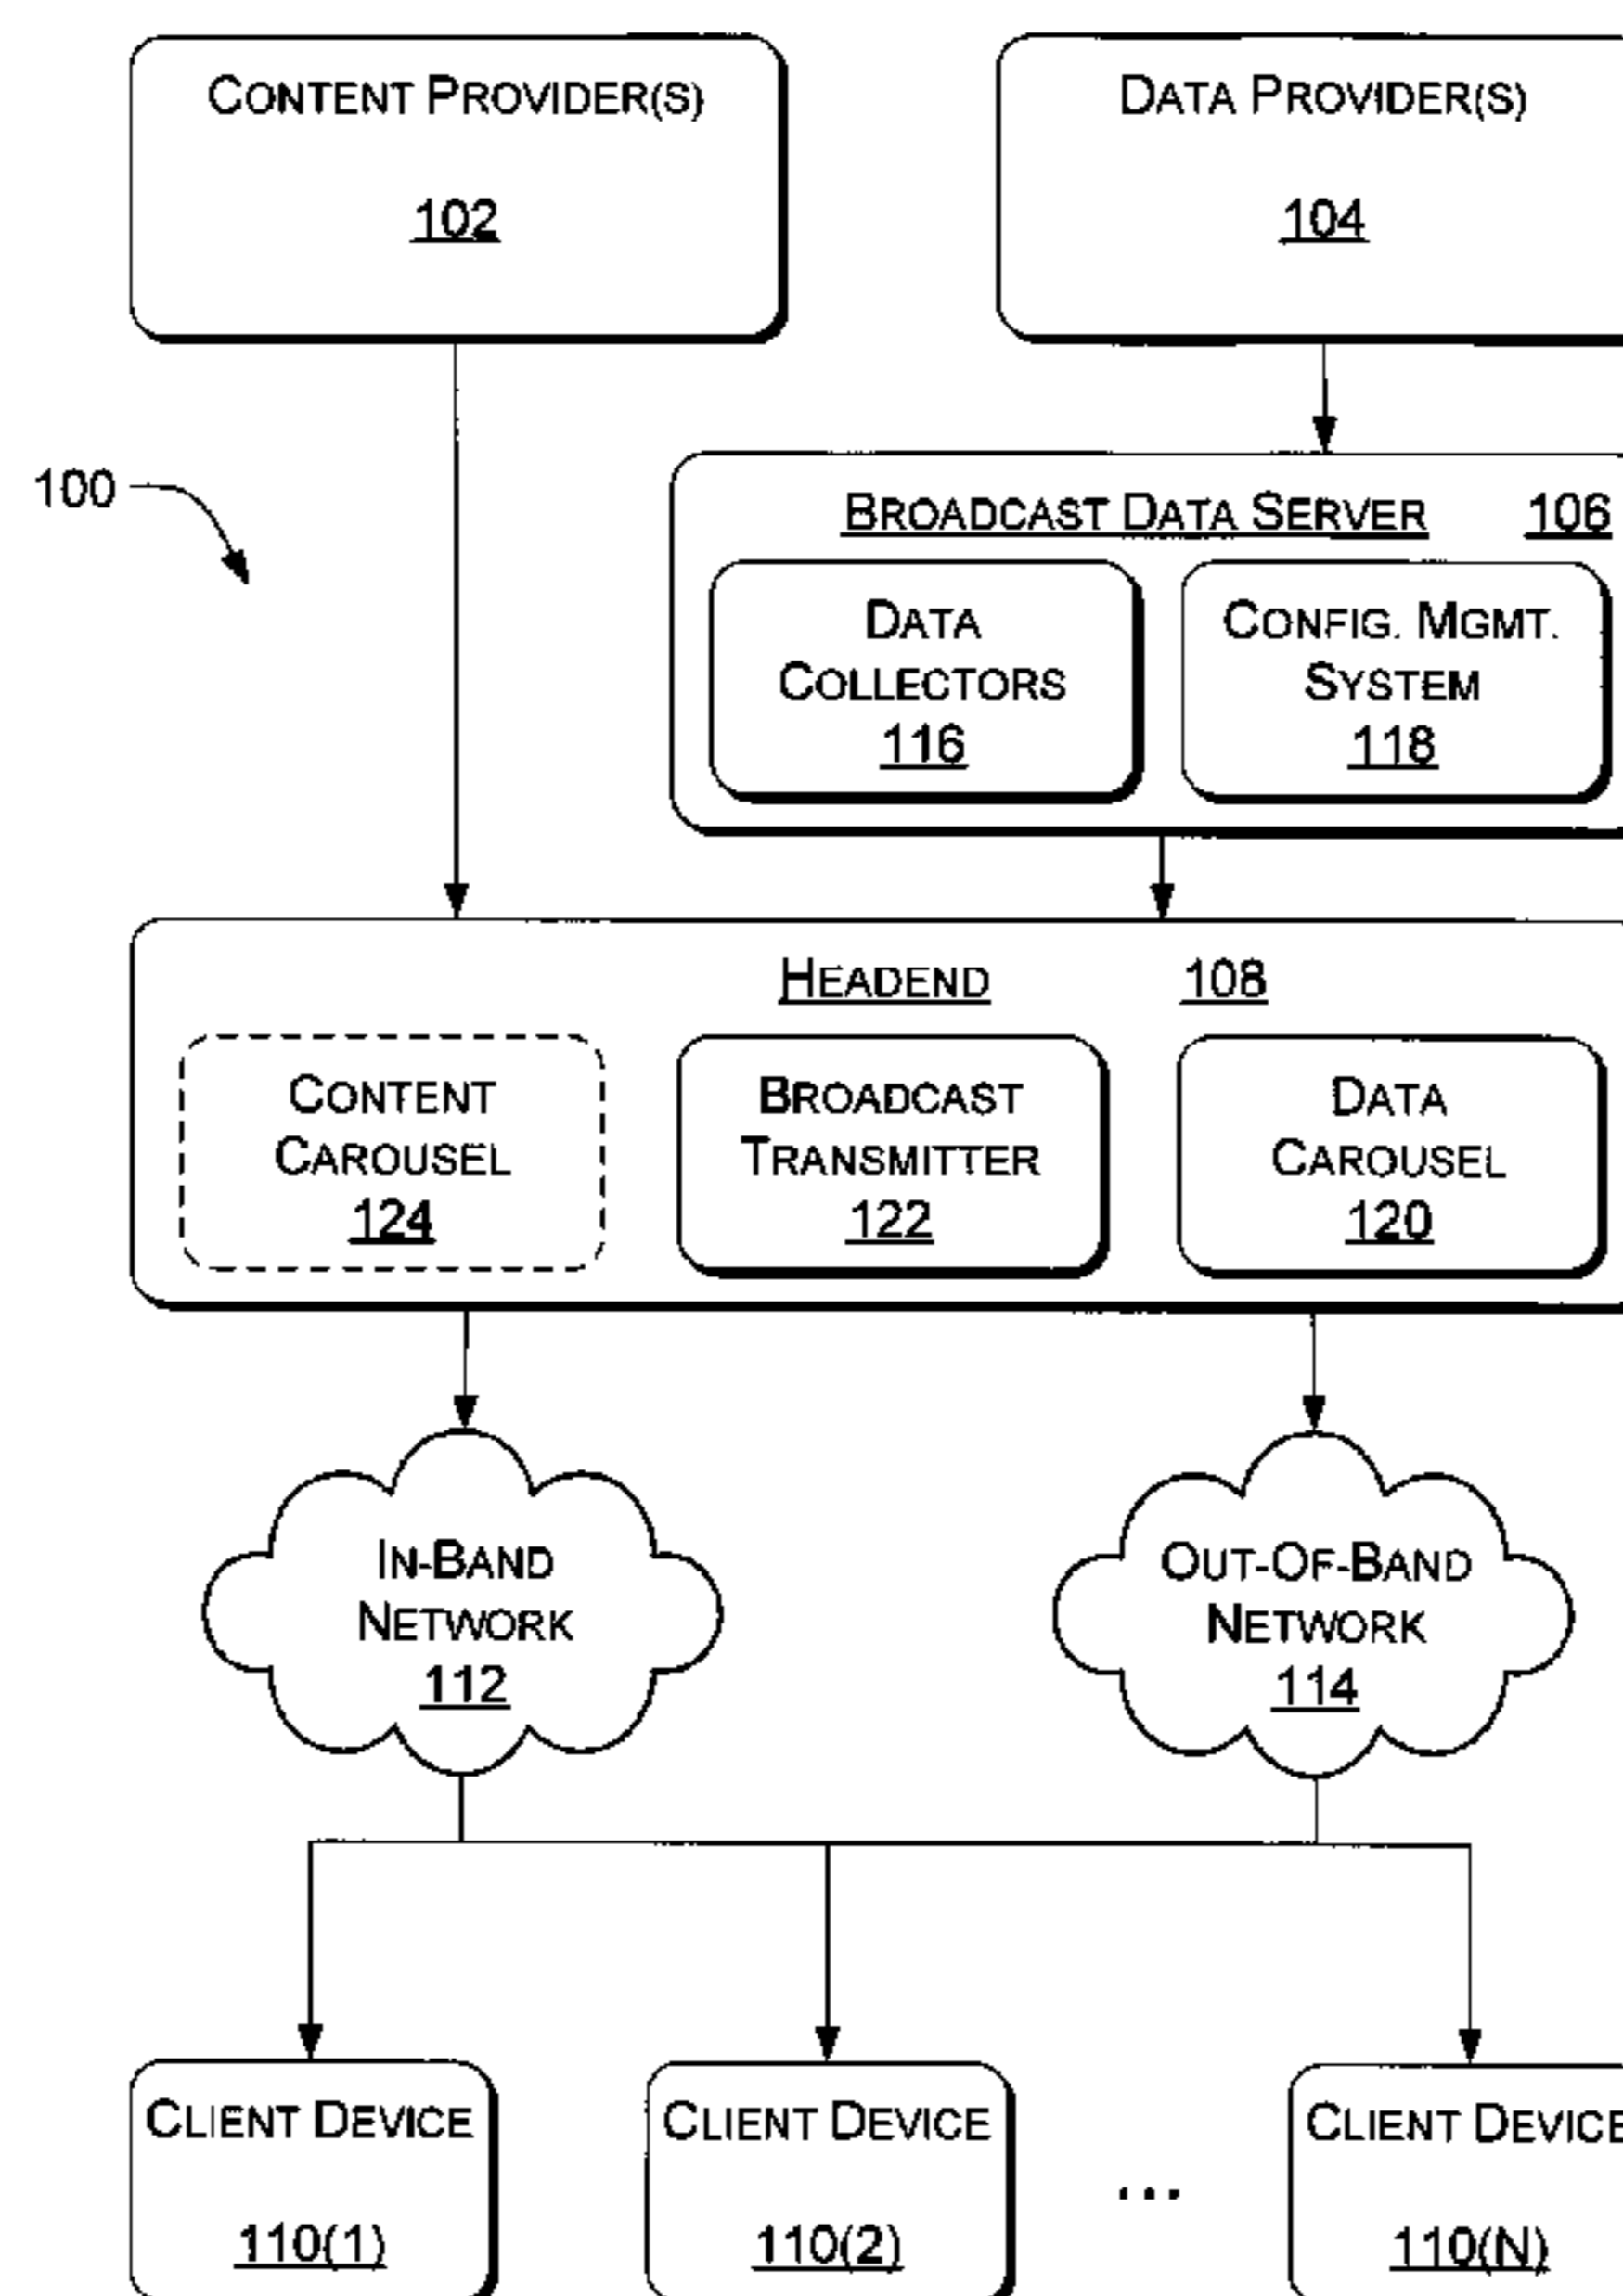 CONTENT PROVIDER(S)
102
DATA PROVIDER(S)
104
100
BROADCAST DATA SERVER 106
DATA
COLLECTORS
116
CONFIG. MGMT.
SYSTEM
118
HEADEND 108
CONTENT
CAROUSEL
124
BROADCAST
TRANSMITTER
122
DATA
CAROUSEL
120
IN-BAND
NETWORK
112
OUT-OF-BAND
NETWORK
114
CLIENT DEVICE
110(1)
CLIENT DEVICE
110(2)
...
CLIENT DEVICE
110(N)